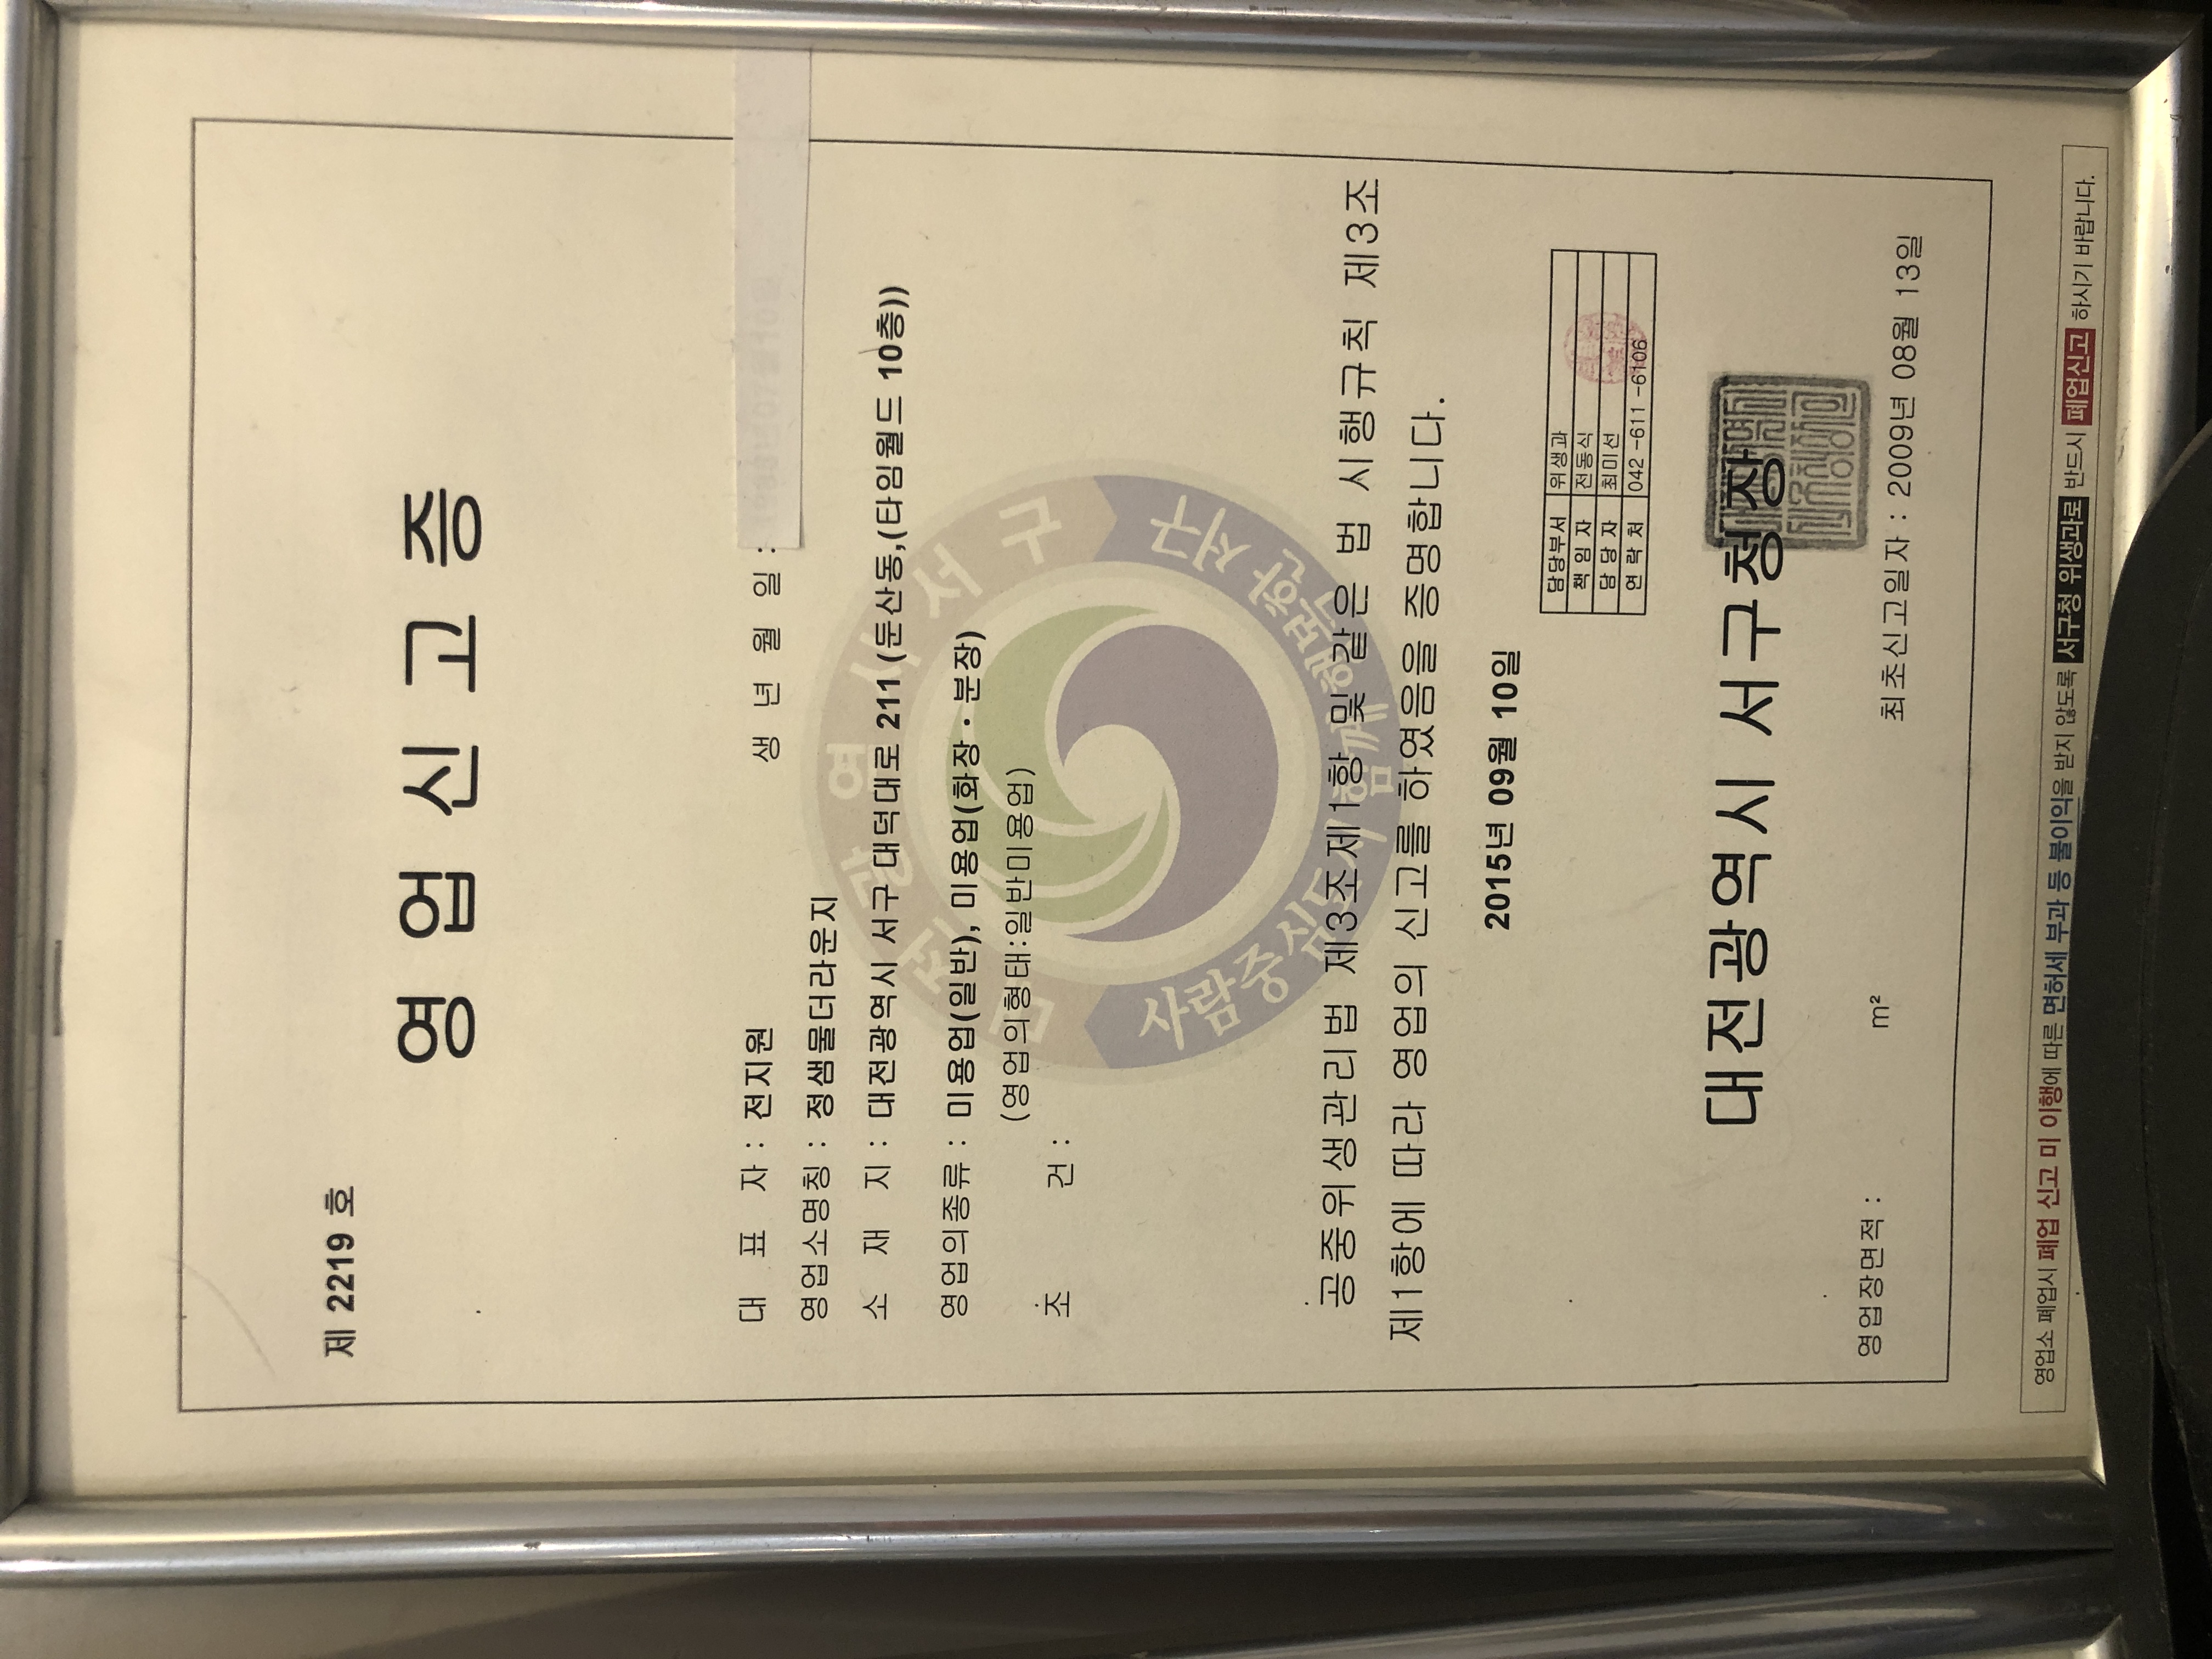 제 2219 호
영 업 신 고 증
대 표 자 : 전지원 생 년 월 일 :
영업소명칭 : 정샘물더라운지
소 재 지 : 대전광역시 서구 대덕대로 211 (둔산동,(타임월드 10층))
영업의종류 : 미용업(일반), 미용업(화장·분장)
(영업의형태:일반미용업)
조 건 :
공중위생관리법 제3조제1항 및 같은 법 시행규칙 제3조
제1항에 따라 영업의 신고를 하였음을 증명합니다.
2015년 09월 10일
담당부서 위생과
책 임 자 전동식
담 당 자 최미선
연 락 처 042-611-6106
대전광역시 서구청장
영업장면적 : m² 최초신고일자 : 2009년 08월 13일
영업소 폐업시 폐업 신고 미 이행에 따른 면허세 부과 등 불이익을 받지 않도록 서구청 위생과로 반드시 폐업신고 하시기 바랍니다.
사람중심도시 함께행복한서구